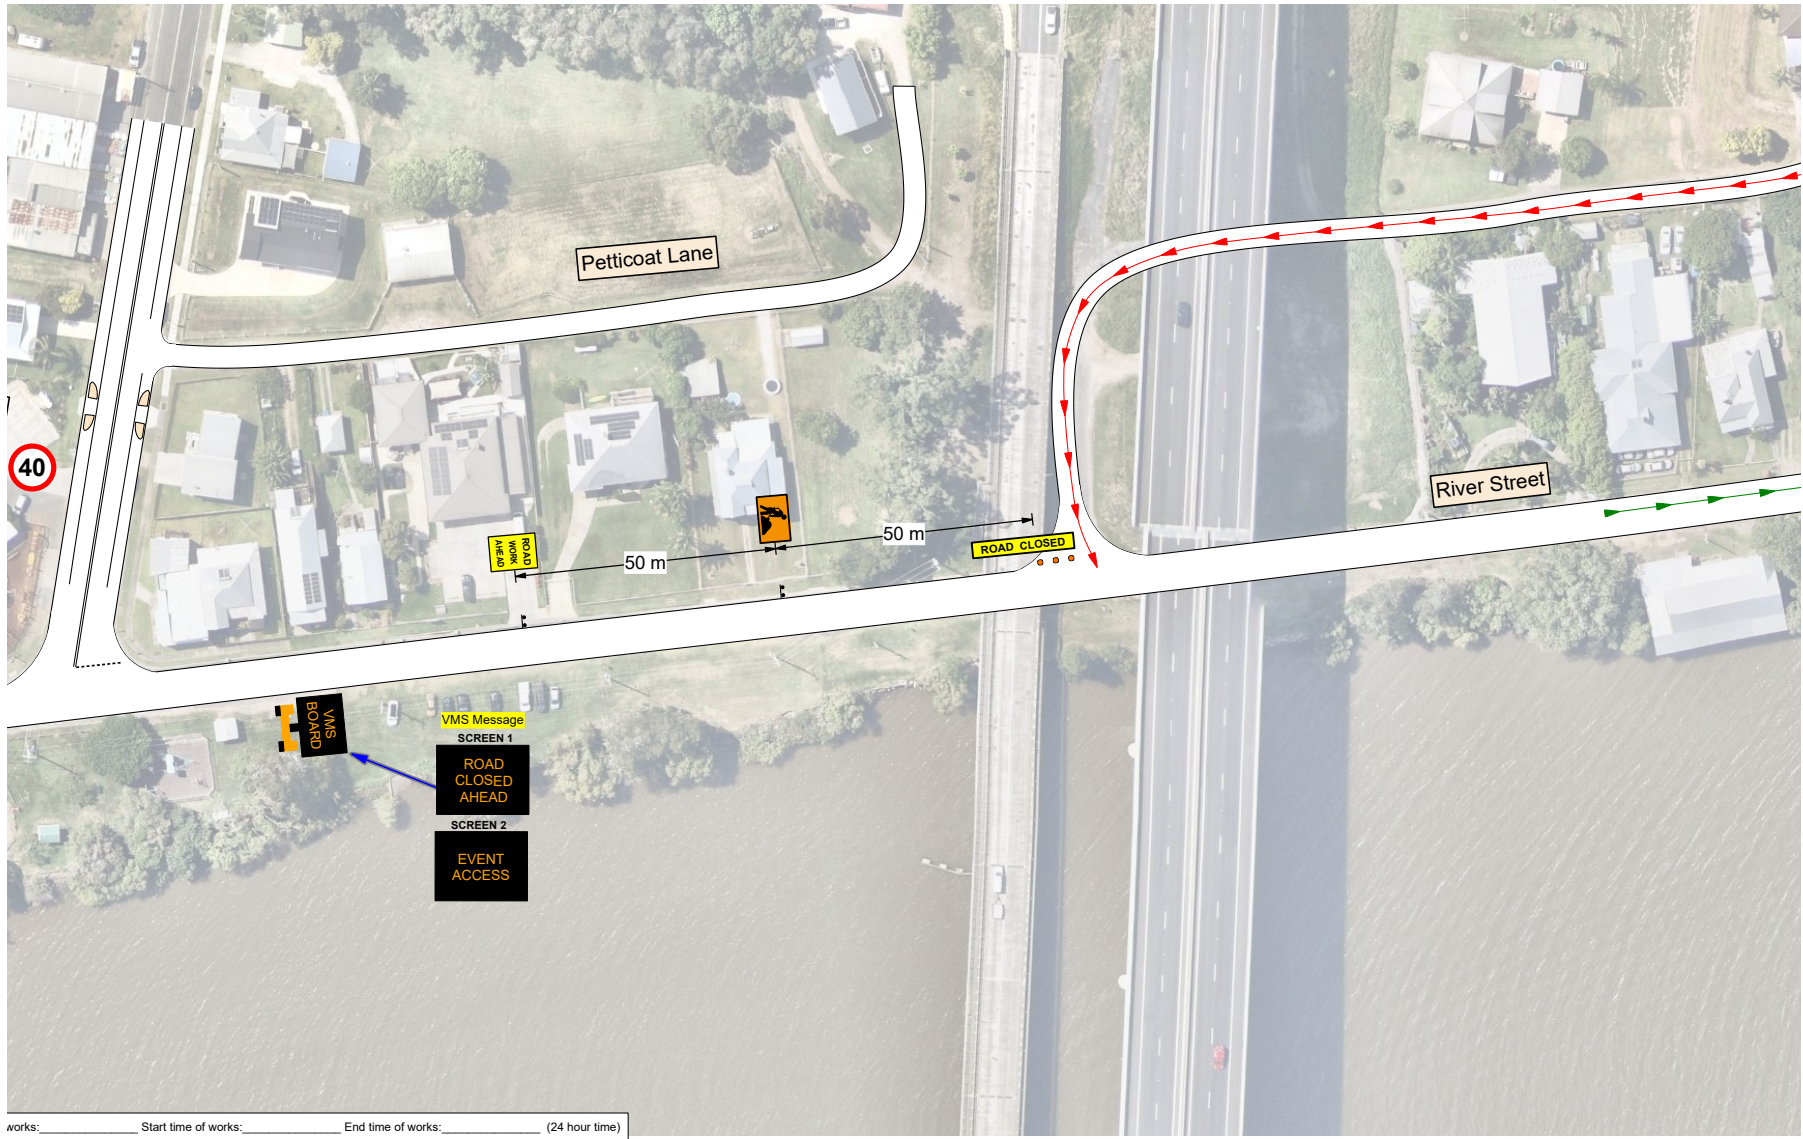 Petticoat Lane
40
River Street
ROAD
WORK
AHEAD
50 m
50 m
ROAD CLOSED
VMS
BOARD
VMS Message
SCREEN 1
ROAD
CLOSED
AHEAD
SCREEN 2
EVENT
ACCESS
works:_______________ Start time of works:_______________ End time of works:_______________ (24 hour time)